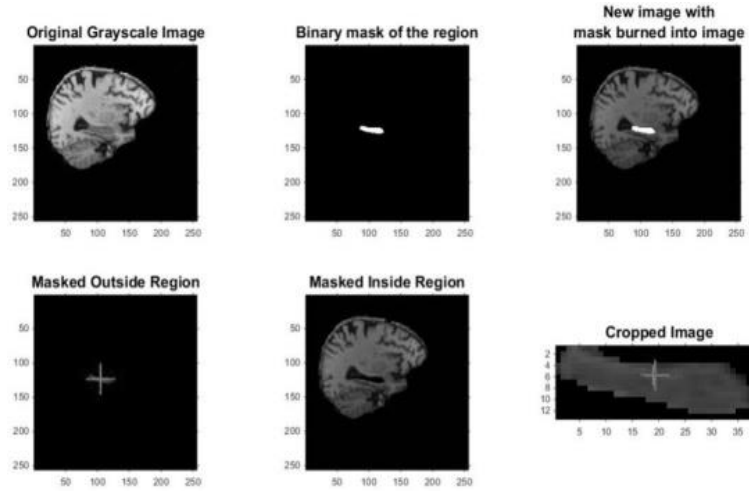 Original Grayscale Image
50
100
150
200
250
50 100 150 200 250
Binary mask of the region
50
100
150
200
250
50 100 150 200 250
New image with
mask burned into image
50
100
150
200
250
50 100 150 200 250
Masked Outside Region
50
100
150
200
250
50 100 150 200 250
Masked Inside Region
50
100
150
200
250
50 100 150 200 250
Cropped Image
2
4
6
8
10
12
5 10 15 20 25 30 35